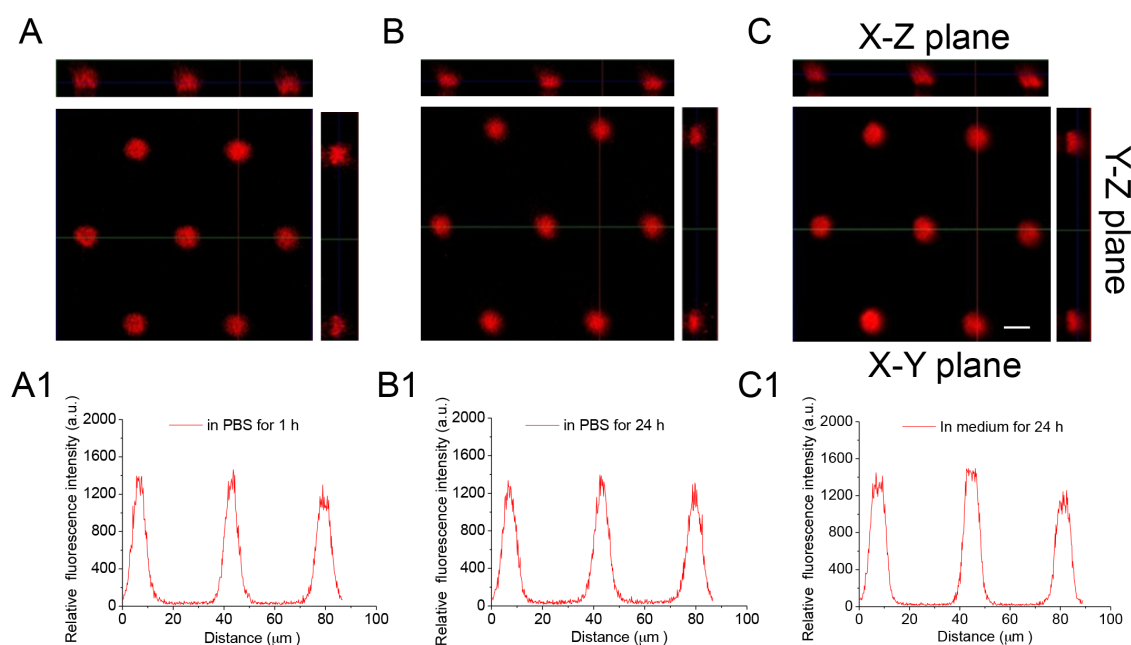 A
B
C
X-Z plane
Y-Z plane
X-Y plane
A1
B1
C1
Relative fluorescence intensity (a.u.)
2000
1600
1200
800
400
0
in PBS for 1 h
0 20 40 60 80 100
Distance (μm )
Relative fluorescence intensity (a.u.)
2000
1600
1200
800
400
0
in PBS for 24 h
0 20 40 60 80 100
Distance (μm )
Relative fluorescence intensity (a.u.)
2000
1600
1200
800
400
0
In medium for 24 h
0 20 40 60 80 100
Distance (μm )